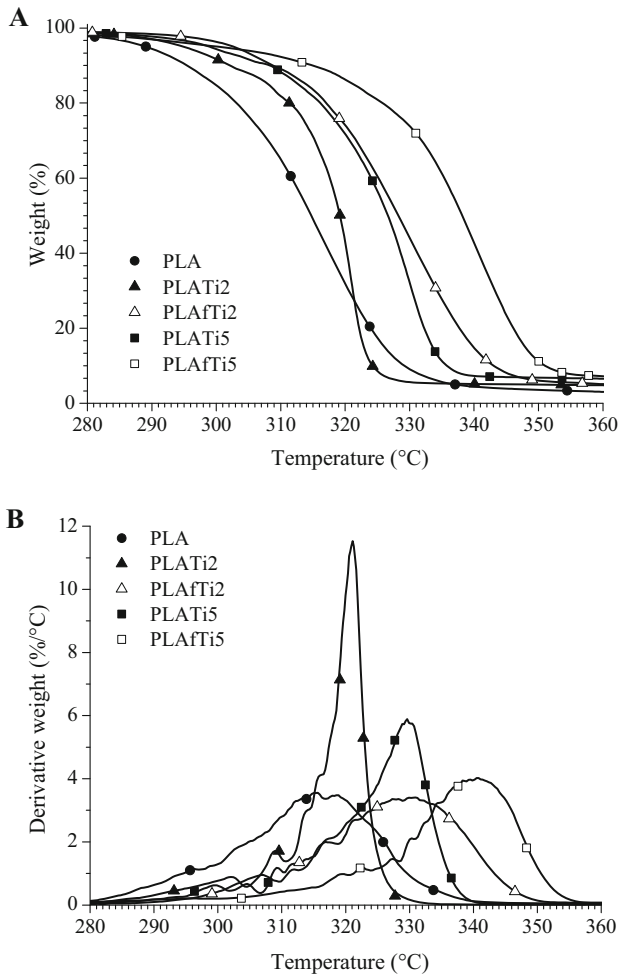 A
100
80
60
40
20
0
Weight (%)
PLA
PLATi2
PLAfTi2
PLATi5
PLAfTi5
280 290 300 310 320 330 340 350 360
Temperature (°C)
B
12
10
8
6
4
2
0
Derivative weight (%/°C)
PLA
PLATi2
PLAfTi2
PLATi5
PLAfTi5
280 290 300 310 320 330 340 350 360
Temperature (°C)